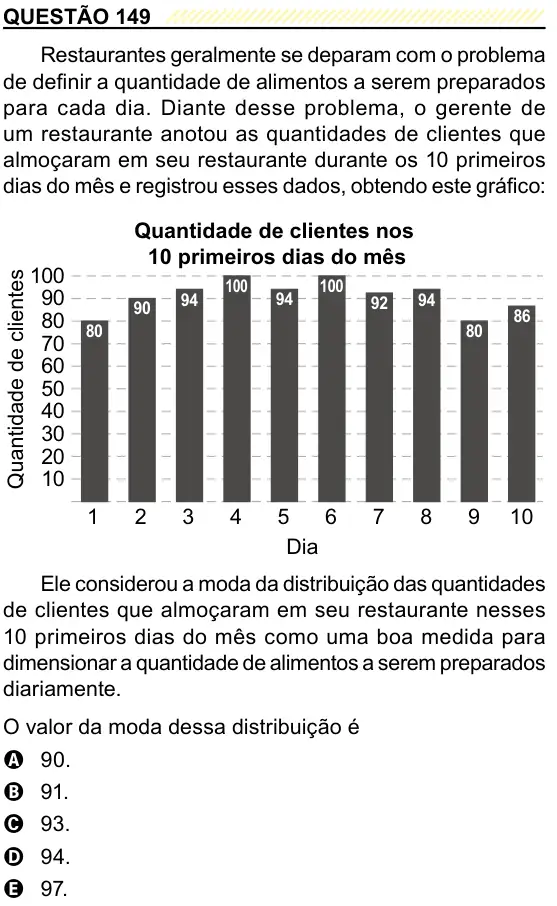 QUESTÃO 149
Restaurantes geralmente se deparam com o problema
de definir a quantidade de alimentos a serem preparados
para cada dia. Diante desse problema, o gerente de
um restaurante anotou as quantidades de clientes que
almoçaram em seu restaurante durante os 10 primeiros
dias do mês e registrou esses dados, obtendo este gráfico:
Quantidade de clientes nos
10 primeiros dias do mês
Quantidade de clientes
100
90
80
70
60
50
40
30
20
10
80
90
94
100
94
100
92
94
80
86
1 2 3 4 5 6 7 8 9 10
Dia
Ele considerou a moda da distribuição das quantidades
de clientes que almoçaram em seu restaurante nesses
10 primeiros dias do mês como uma boa medida para
dimensionar a quantidade de alimentos a serem preparados
diariamente.
O valor da moda dessa distribuição é
A 90.
B 91.
C 93.
D 94.
E 97.